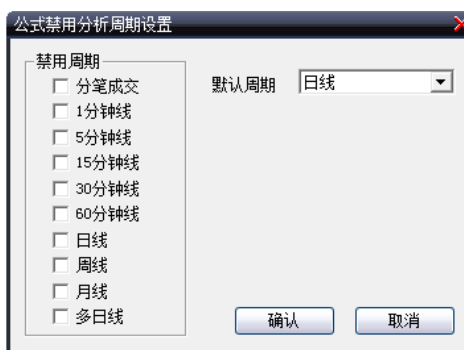 公式禁用分析周期设置
禁用周期
分笔成交
默认周期 日线
1分钟线
5分钟线
15分钟线
30分钟线
60分钟线
日线
周线
月线
多日线
确认 取消